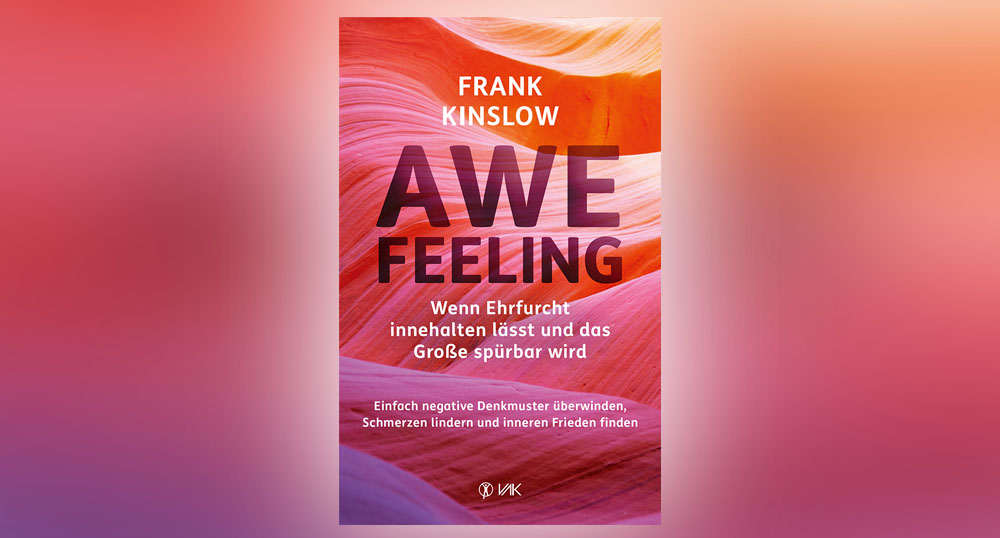 FRANK
KINSLOW
AWE
FEELING
Wenn Ehrfurcht
innehalten lässt und das
Große spürbar wird
Einfach negative Denkmuster überwinden,
Schmerzen lindern und inneren Frieden finden
VAK